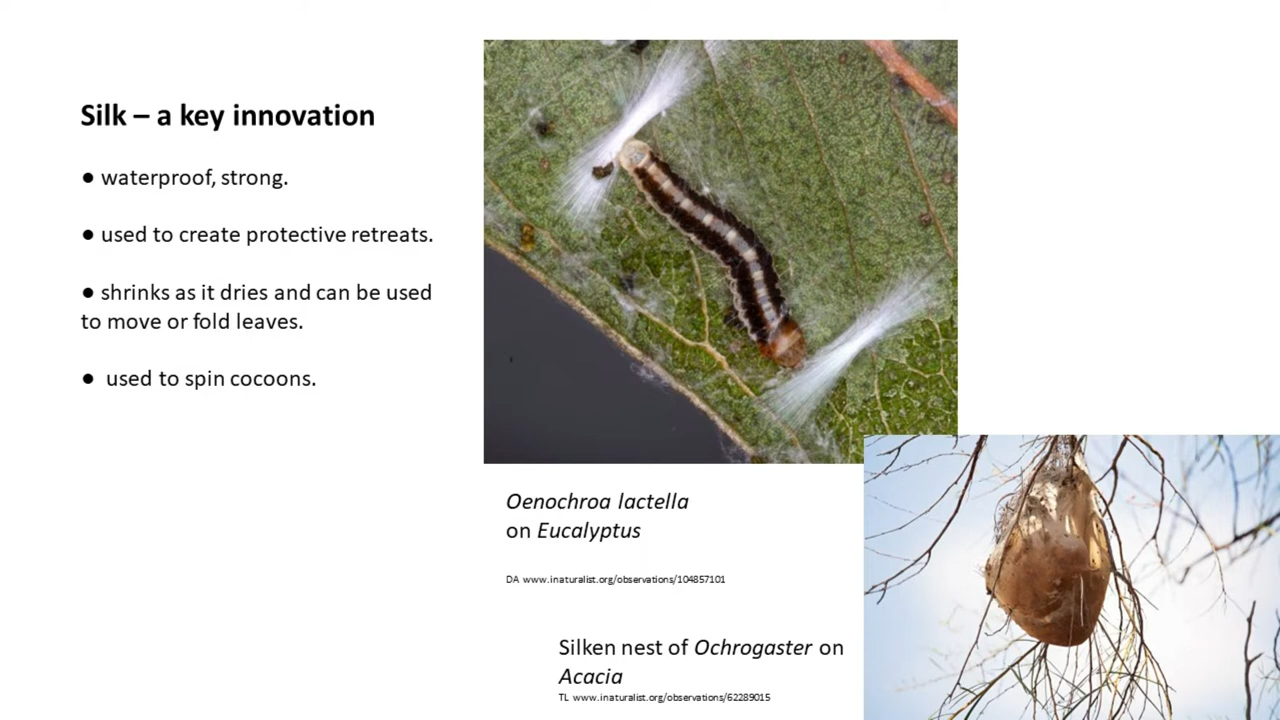 Silk – a key innovation
● waterproof, strong.
● used to create protective retreats.
● shrinks as it dries and can be used
to move or fold leaves.
● used to spin cocoons.
Oenochroa lactella
on Eucalyptus
DA www.inaturalist.org/observations/104857101
Silken nest of Ochrogaster on
Acacia
TL www.inaturalist.org/observations/62289015